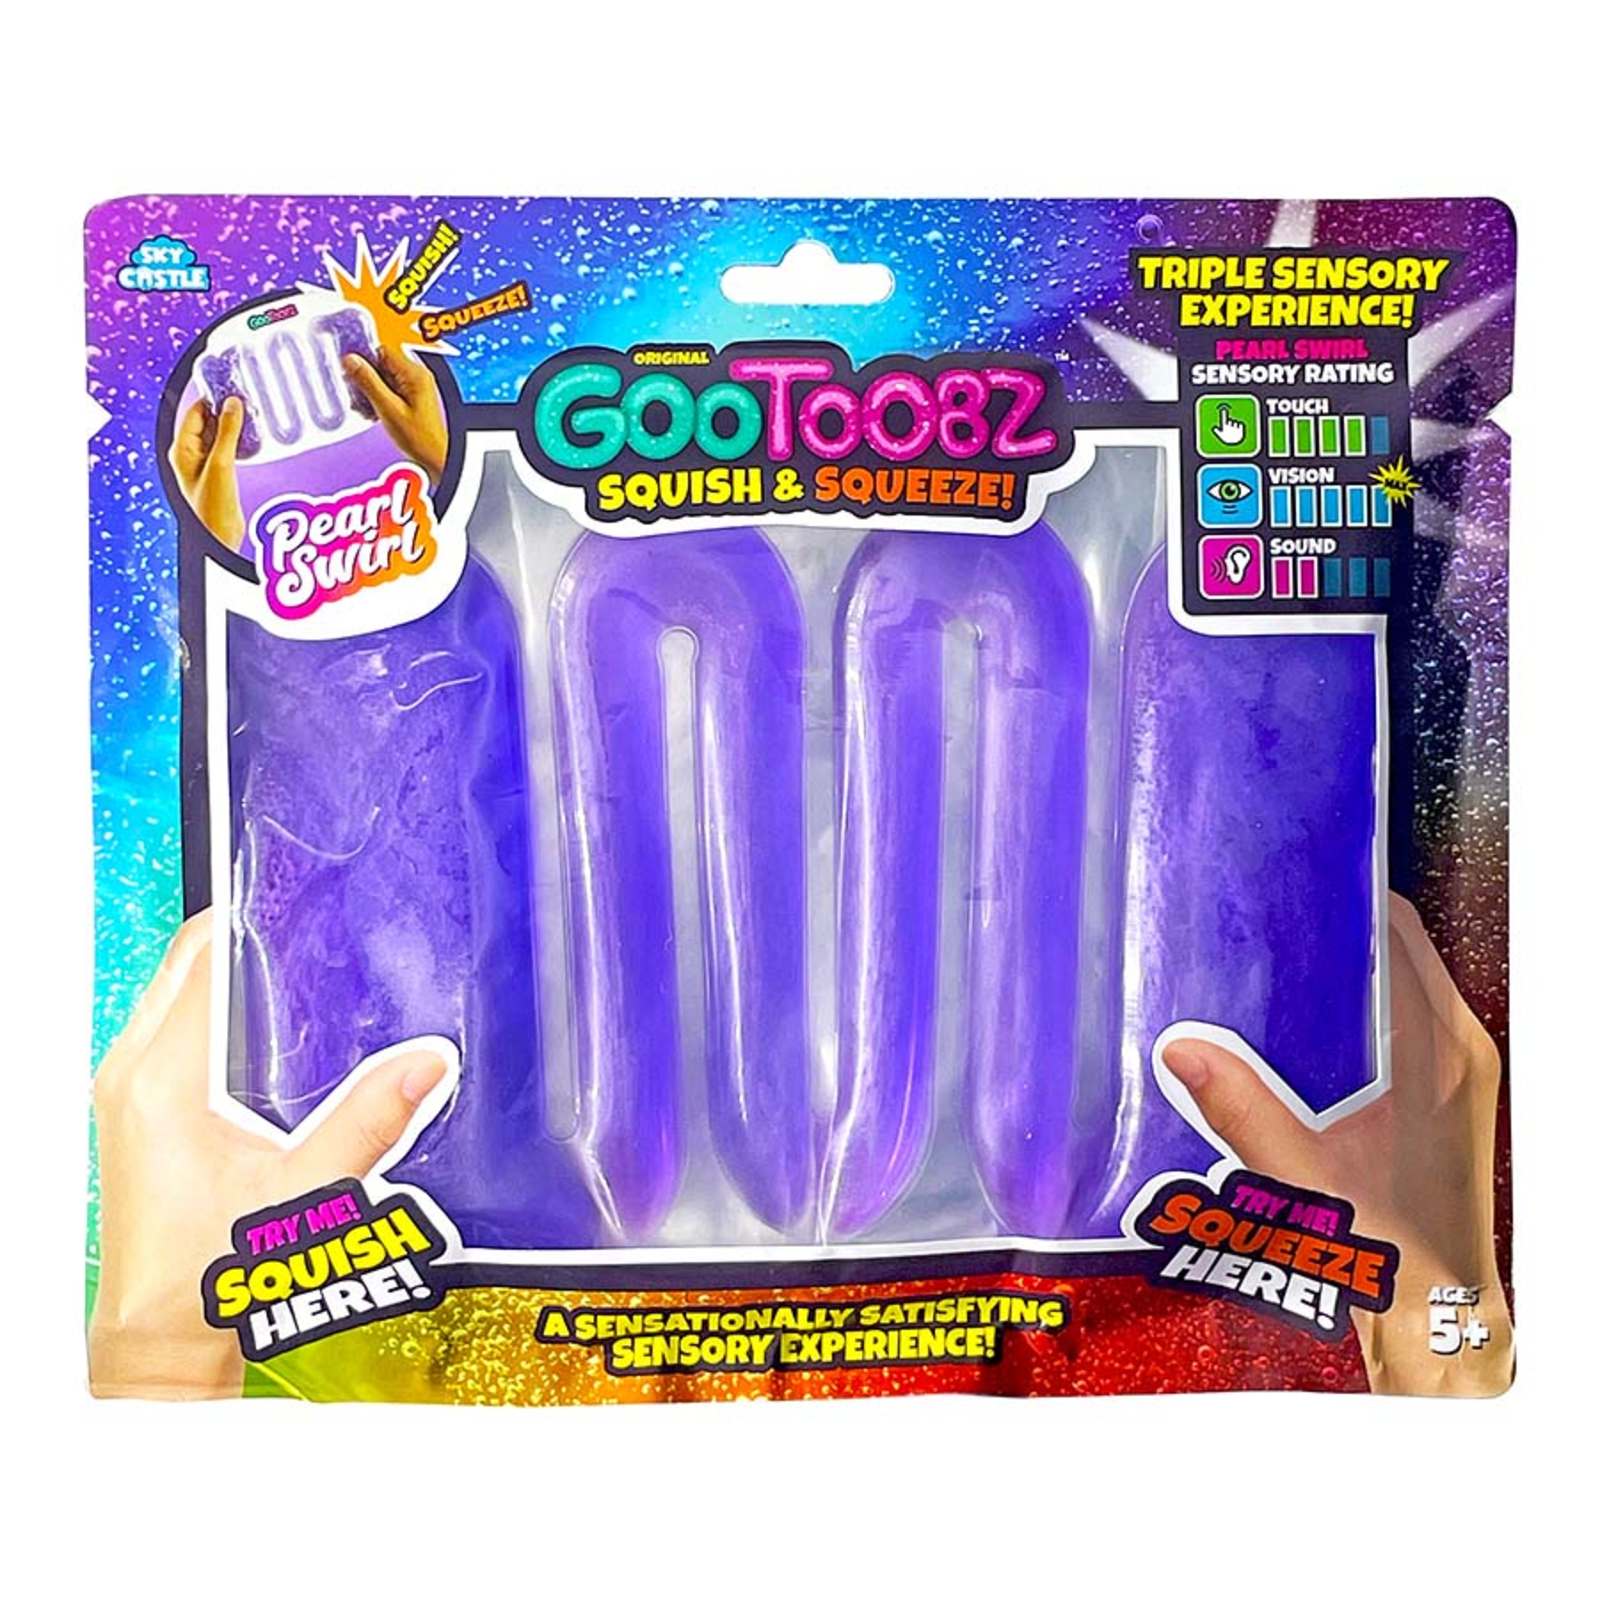 SKY
CASTLE
GooToobz
SQUISH!
SQUEEZE!
Pearl
Swirl
ORIGINAL
GOOTOOBZ™
SQUISH & SQUEEZE!
TRIPLE SENSORY
EXPERIENCE!
PEARL SWIRL
SENSORY RATING
TOUCH
VISION
MAX
SOUND
TRY ME!
SQUISH
HERE!
TRY ME!
SQUEEZE
HERE!
A SENSATIONALLY SATISFYING
SENSORY EXPERIENCE!
AGES
5+